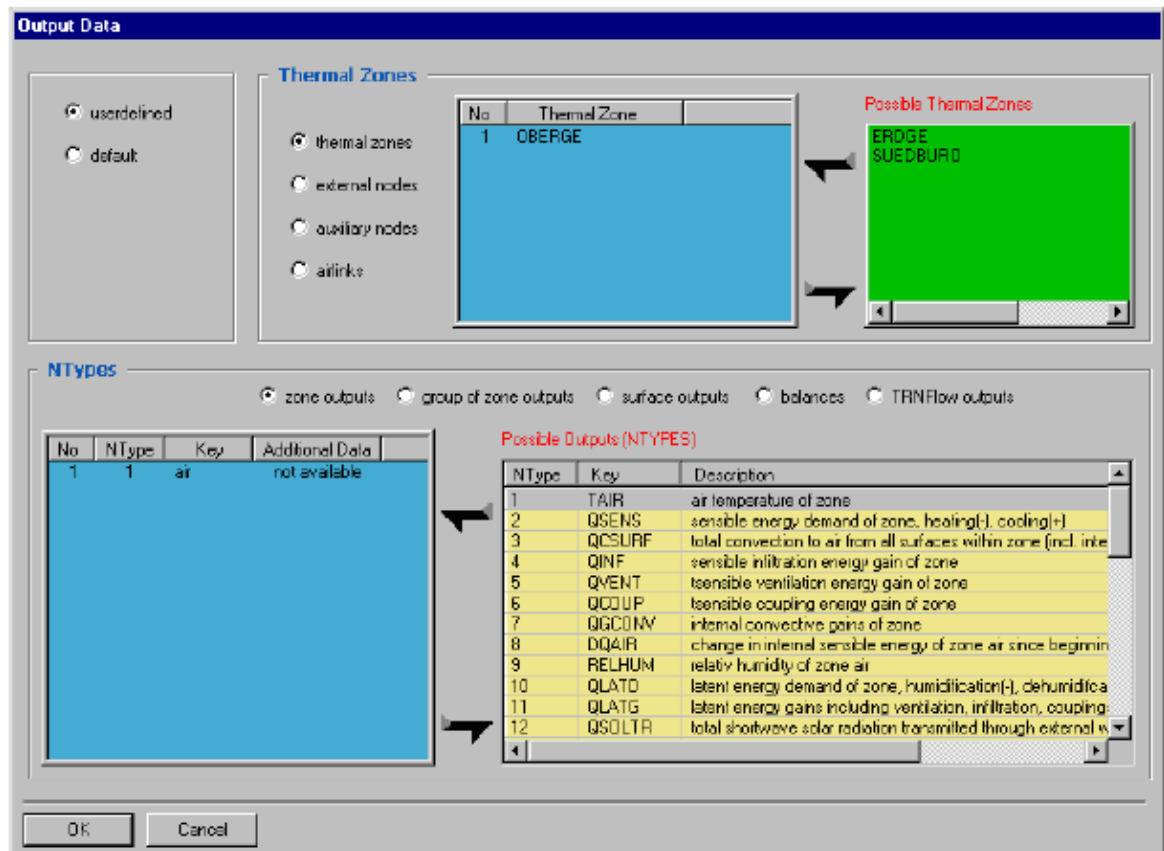 Output Data
userdefined
default
Thermal Zones
thermal zones
external nodes
auxiliary nodes
airlinks
No Thermal Zone
1 OBERGE
Possible Thermal Zones
ERDGE
SUEDBURO
NTypes
zone outputs group of zone outputs surface outputs balances TRNFlow outputs
No NType Key Additional Data
1 1 air not available
Possible Outputs (NTYPES)
NType Key Description
1 TAIR air temperature of zone
2 QSENS sensible energy demand of zone, heating(-), cooling(+)
3 QCSURF total convection to air from all surfaces within zone (incl. inte
4 QINF sensible infiltration energy gain of zone
5 QVENT tsensible ventilation energy gain of zone
6 QCOUP tsensible coupling energy gain of zone
7 QGCONV internal convective gains of zone
8 DQAIR change in internal sensible energy of zone air since beginnin
9 RELHUM relativ humidity of zone air
10 QLATD latent energy demand of zone, humidification(-), dehumidifca
11 QLATG latent energy gains including ventilation, infiltration, couplings
12 QSOLTR total shortwave solar radiation transmitted through external w
OK Cancel